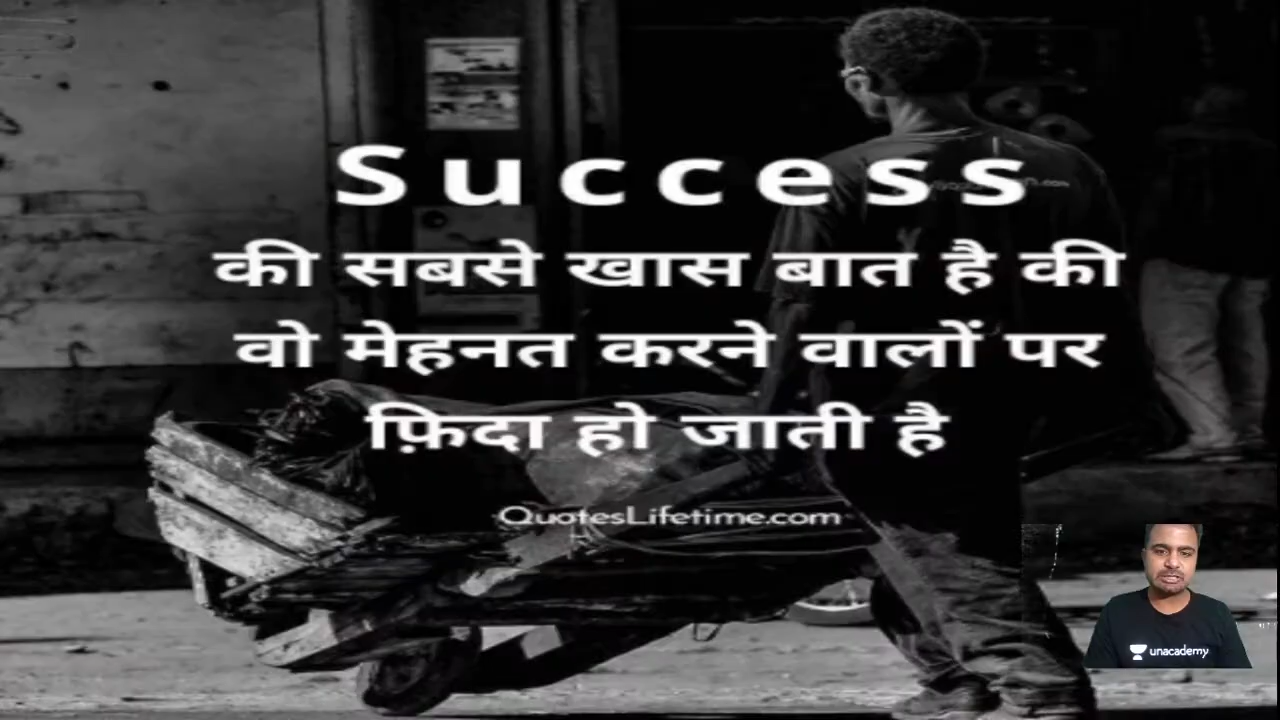 Success
की सबसे खास बात है की
वो मेहनत करने वालों पर
फ़िदा हो जाती है
QuotesLifetime.com
unacademy